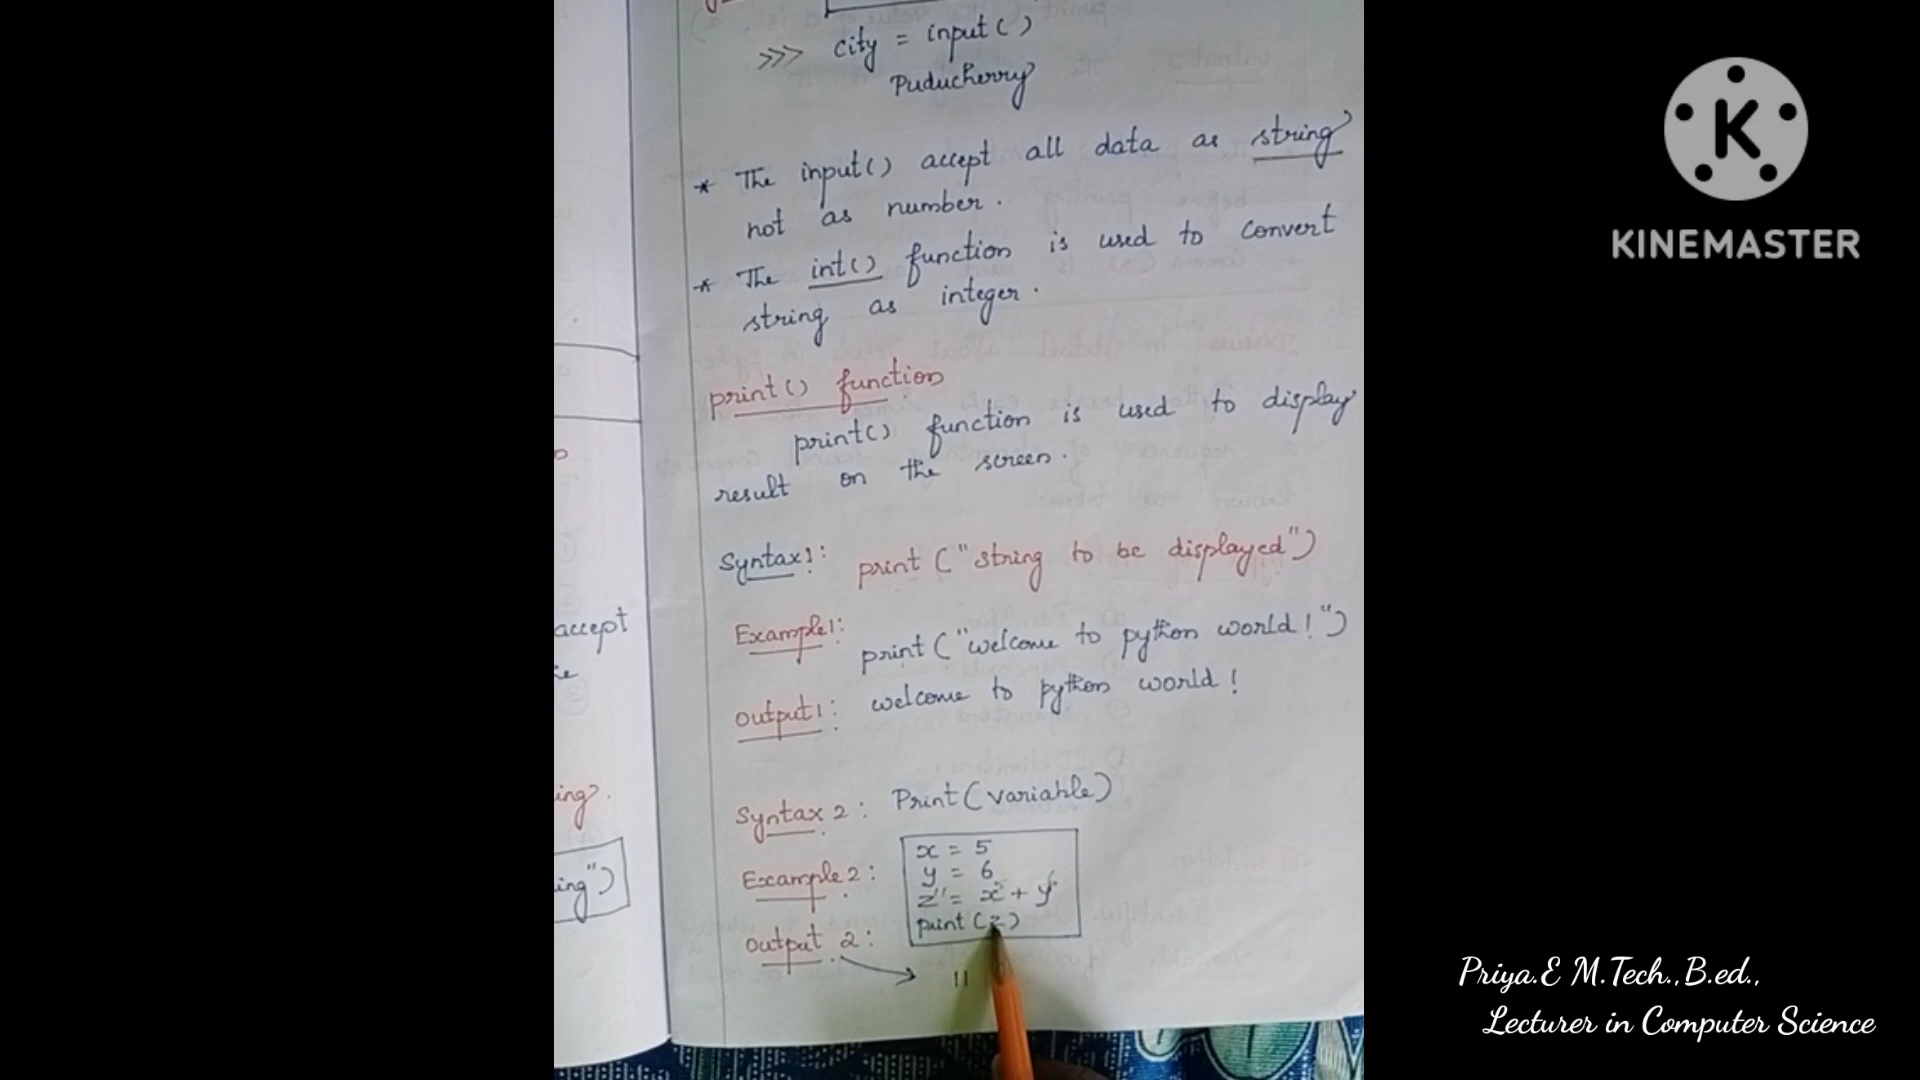 >>> city = input()
Puducherry
* The input() accept all data as string
not as number.
* The int() function is used to convert
string as integer.
print() function
print() function is used to display
result on the screen.
Syntax1: print ("string to be displayed")
Example1: print ("welcome to python world!")
Output1: welcome to python world!
Syntax 2: Print(variable)
Example2: x = 5
y = 6
z = x + y
print (z)
Output 2: 11
accept
ing.
ing")
K
KINEMASTER
Priya.E M.Tech.,B.ed.,
Lecturer in Computer Science